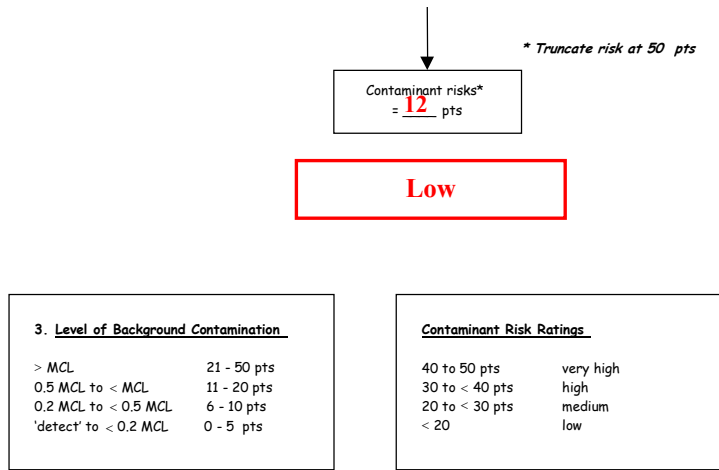 * Truncate risk at 50 pts
Contaminant risks*
= 12 pts
Low
3. Level of Background Contamination
> MCL 21 - 50 pts
0.5 MCL to < MCL 11 - 20 pts
0.2 MCL to < 0.5 MCL 6 - 10 pts
‘detect’ to < 0.2 MCL 0 - 5 pts
Contaminant Risk Ratings
40 to 50 pts very high
30 to < 40 pts high
20 to < 30 pts medium
< 20 low